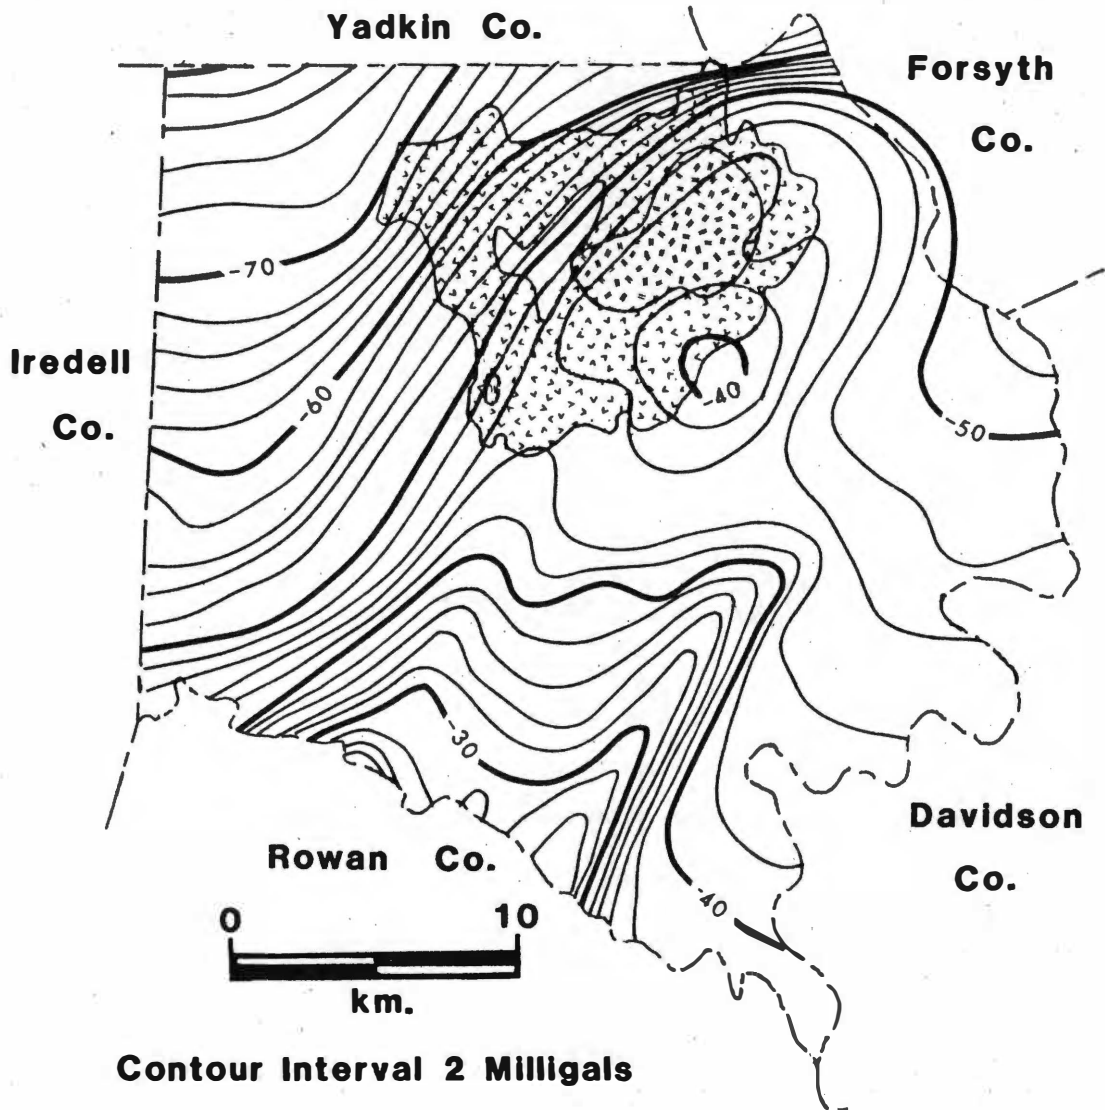 Yadkin Co.
Forsyth
Co.
-70
Iredell
Co.
-60
-40
-50
-30
Davidson
Co.
Rowan Co.
-40
0 10
km.
Contour Interval 2 Milligals